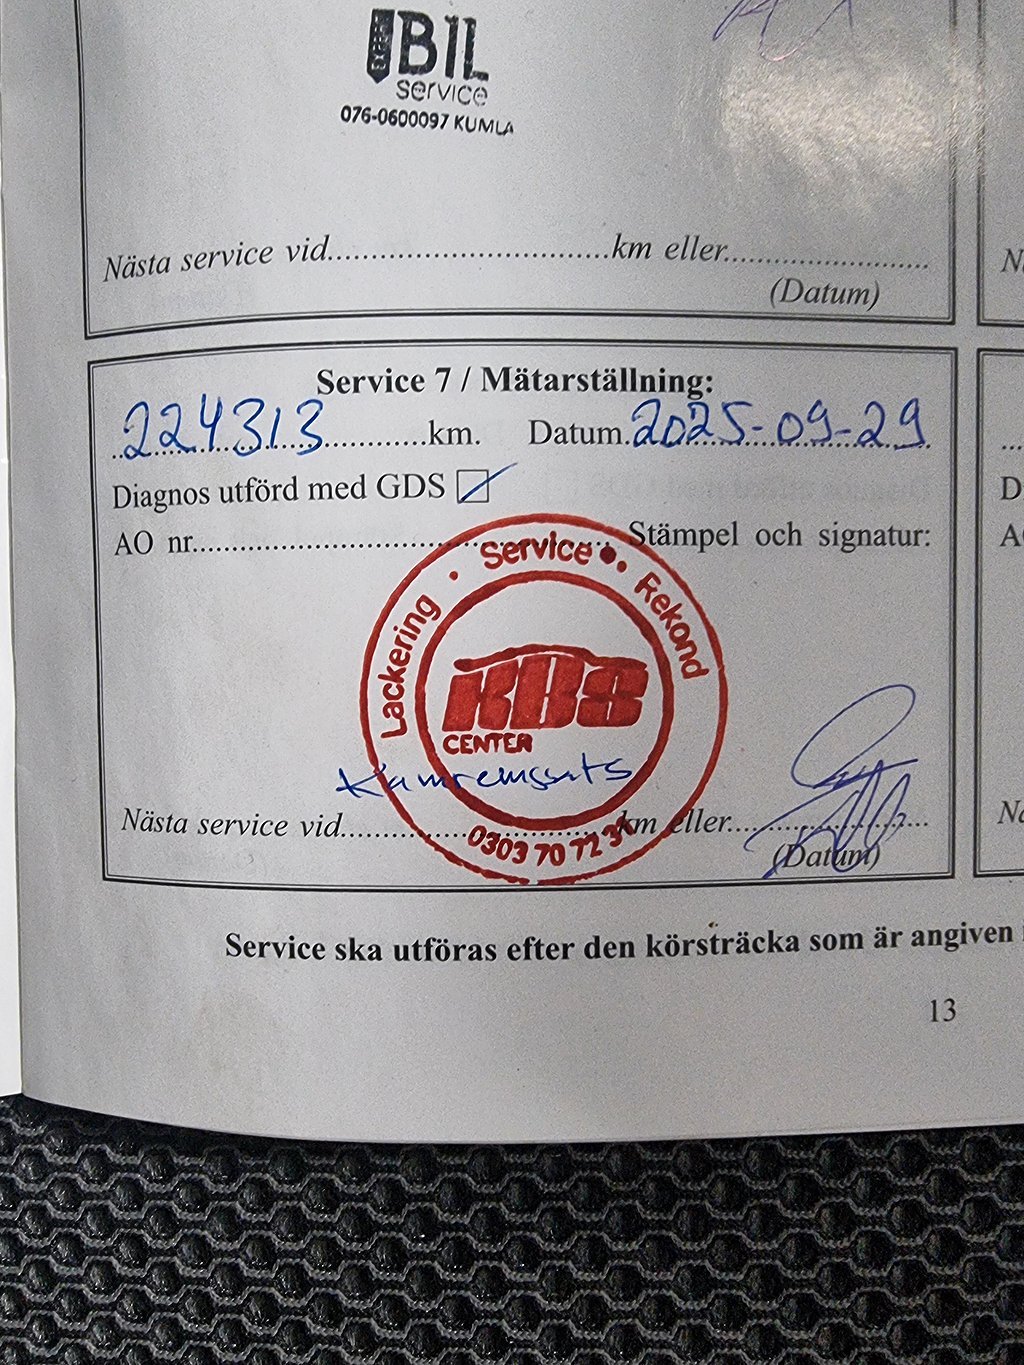 BIL
service
076-0600097 KUMLA
Nästa service vid..............................km eller.......................
(Datum)
Service 7 / Mätarställning:
224313 km. Datum. 2025-09-29
Diagnos utförd med GDS
AO nr.............................................. Stämpel och signatur:
Lackering · Service · Rekond
KBS
CENTER
Kamremssats
Nästa service vid..............................km eller.......................
0303 70 72
(Datum)
Service ska utföras efter den körsträcka som är angiven
13